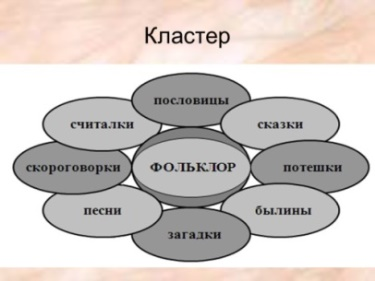 Кластер
пословицы
считалки
сказки
скороговорки
ФОЛЬКЛОР
потешки
песни
былины
загадки